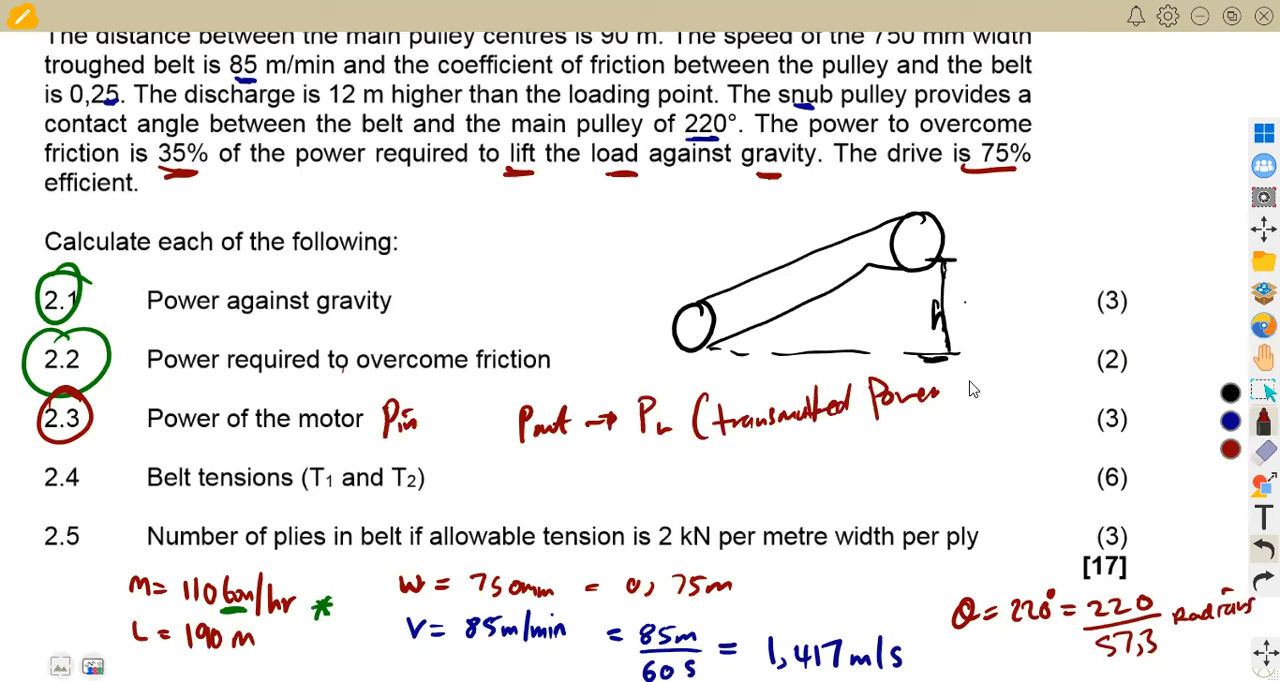 The distance between the main pulley centres is 90 m. The speed of the 750 mm width
troughed belt is 85 m/min and the coefficient of friction between the pulley and the belt
is 0,25. The discharge is 12 m higher than the loading point. The snub pulley provides a
contact angle between the belt and the main pulley of 220°. The power to overcome
friction is 35% of the power required to lift the load against gravity. The drive is 75%
efficient.
Calculate each of the following:
2.1 Power against gravity (3)
h
2.2 Power required to overcome friction (2)
2.3 Power of the motor Pin Pout → (transmitted Power (3)
2.4 Belt tensions (T₁ and T₂) (6)
2.5 Number of plies in belt if allowable tension is 2 kN per metre width per ply (3)
[17]
M = 110 ton/hr * W = 750mm = 0,75m
L = 190 m V = 85m/min = 85m/60s = 1,417m/s
θ = 220° = 220/57,3 Radians
T